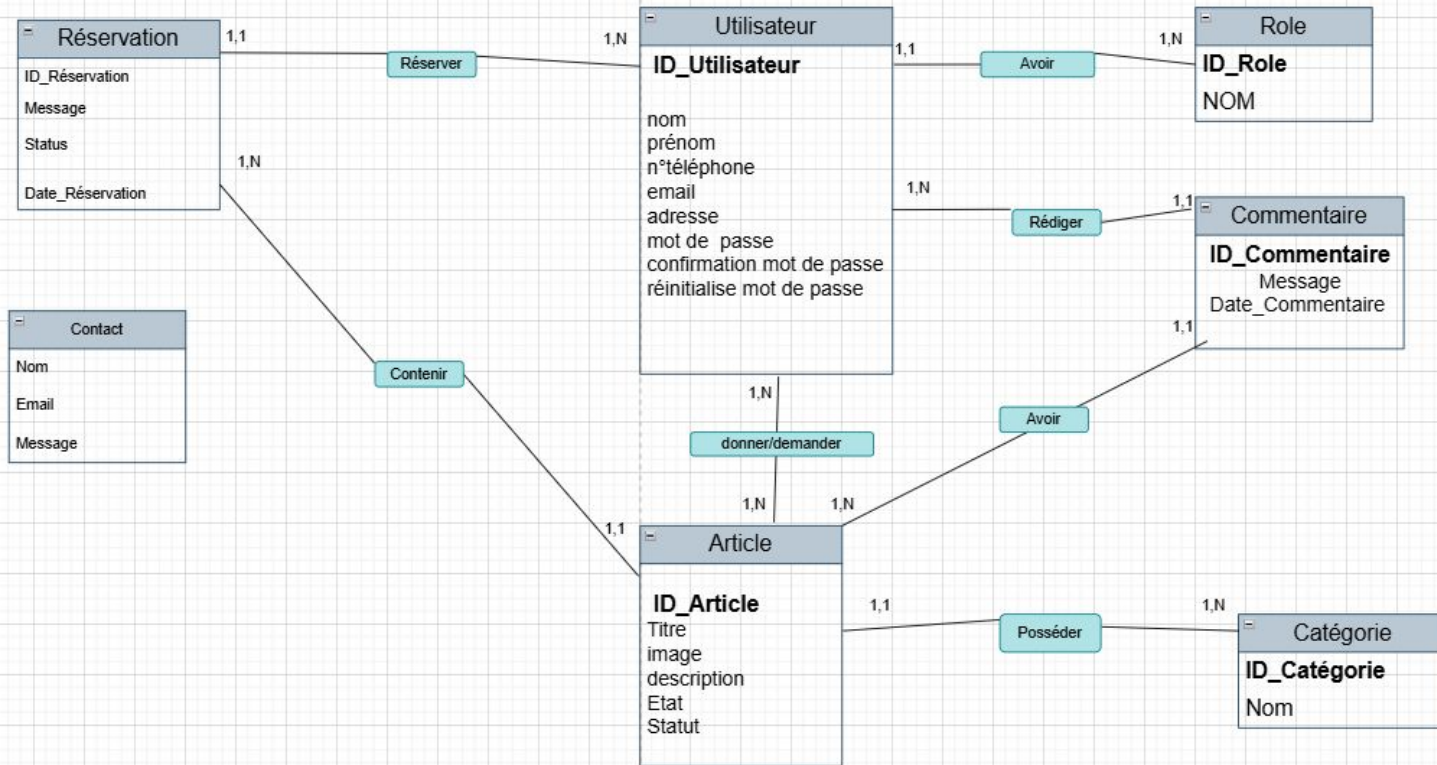 Réservation
ID_Réservation
Message
Status
Date_Réservation
1,1
Réserver
1,N
1,N
Utilisateur
ID_Utilisateur
nom
prénom
n°téléphone
email
adresse
mot de passe
confirmation mot de passe
réinitialise mot de passe
1,1
Avoir
1,N
Role
ID_Role
NOM
1,N
Rédiger
1,1
Commentaire
ID_Commentaire
Message
Date_Commentaire
1,1
Contact
Nom
Email
Message
Contenir
1,1
1,N
donner/demander
1,N
Avoir
1,N
Article
ID_Article
Titre
image
description
Etat
Statut
1,1
Posséder
1,N
Catégorie
ID_Catégorie
Nom